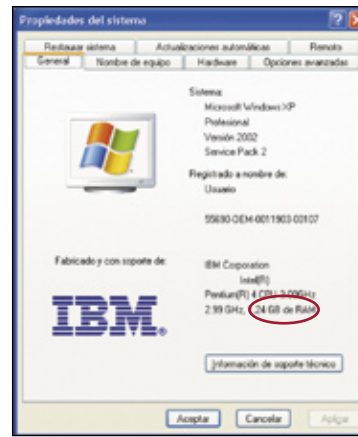 Propiedades del sistema
Restaurar sistema Actualizaciones automáticas Remoto
General Nombre de equipo Hardware Opciones avanzadas
Sistema:
Microsoft Windows XP
Profesional
Versión 2002
Service Pack 2
Registrado a nombre de:
Usuario
55690-OEM-0011903-00107
Fabricado y con soporte de:
IBM Corporation
Intel(R)
Pentium(R) 4 CPU 3.00GHz
2.99 GHz, .24 GB de RAM
IBM
Información de soporte técnico
Aceptar Cancelar Aplicar